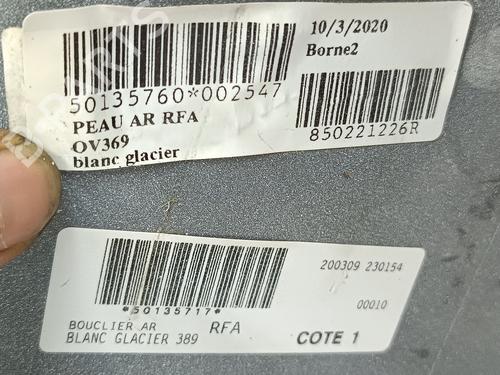 10/3/2020
Borne2
50135760*002547
PEAU AR RFA
OV369
blanc glacier
850221226R
200309 230154
00010
*50135717*
BOUCLIER AR RFA
BLANC GLACIER 389
COTE 1